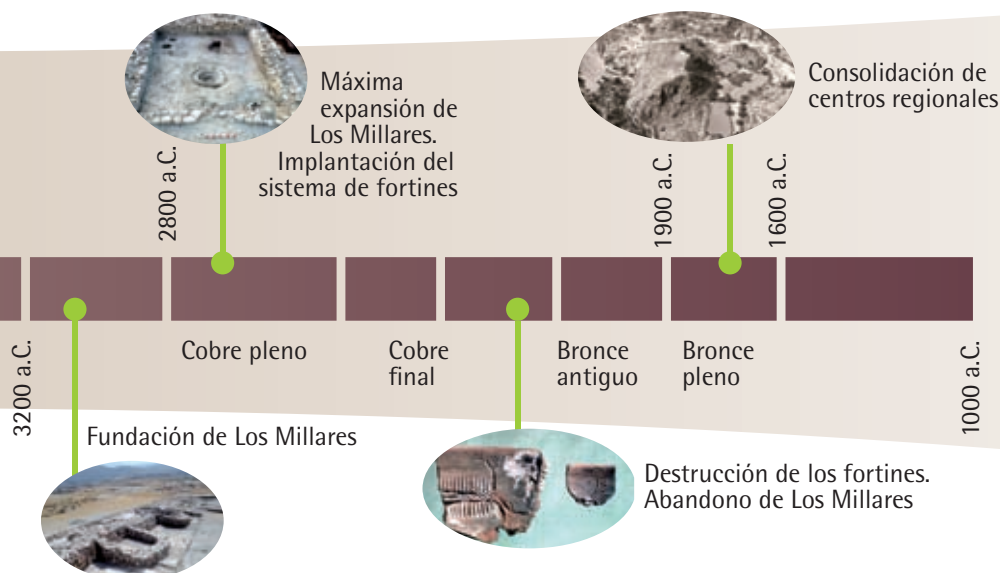 Máxima
expansión de
Los Millares.
Implantación del
sistema de fortines
Consolidación de
centros regionales
2800 a.C.
1900 a.C.
1600 a.C.
Cobre pleno
Cobre
final
Bronce
antiguo
Bronce
pleno
3200 a.C.
1000 a.C.
Fundación de Los Millares
Destrucción de los fortines.
Abandono de Los Millares